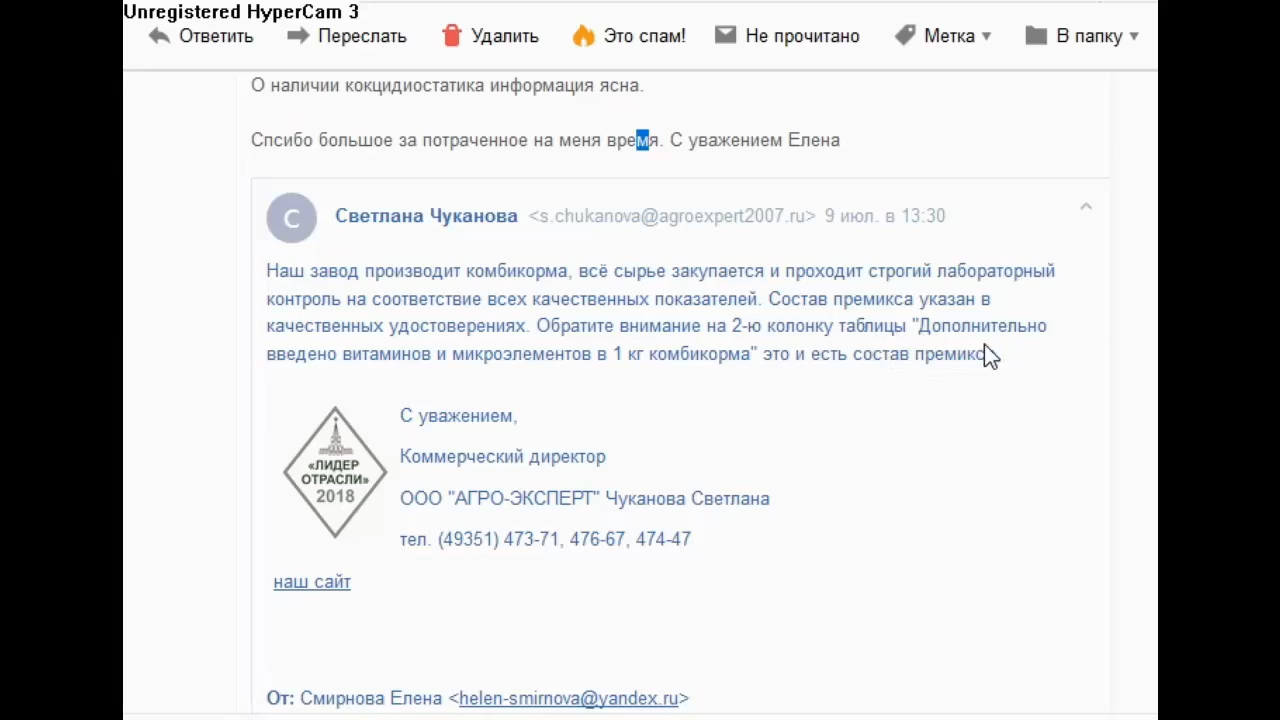 Unregistered HyperCam 3
Ответить Переслать Удалить Это спам! Не прочитано Метка В папку
О наличии кокцидиостатика информация ясна.
Спсибо большое за потраченное на меня время. С уважением Елена
С Светлана Чуканова <s.chukanova@agroexpert2007.ru> 9 июл. в 13:30
Наш завод производит комбикорма, всё сырье закупается и проходит строгий лабораторный
контроль на соответствие всех качественных показателей. Состав премикса указан в
качественных удостоверениях. Обратите внимание на 2-ю колонку таблицы "Дополнительно
введено витаминов и микроэлементов в 1 кг комбикорма" это и есть состав
С уважением,
Коммерческий директор
«ЛИДЕР
ОТРАСЛИ»
2018
ООО "АГРО-ЭКСПЕРТ" Чуканова Светлана
тел. (49351) 473-71, 476-67, 474-47
наш сайт
От: Смирнова Елена <helen-smirnova@yandex.ru>